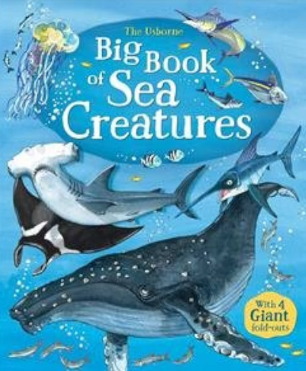 The Usborne
Big Book
of Sea
Creatures
With 4
Giant
fold-outs